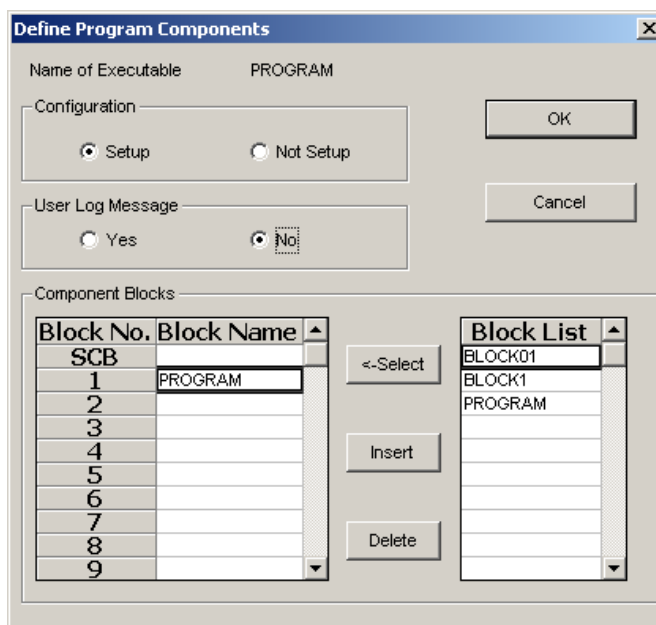 Define Program Components
Name of Executable PROGRAM
Configuration
Setup Not Setup
OK
User Log Message
Yes No
Cancel
Component Blocks
Block No. Block Name
SCB
1 PROGRAM
2
3
4
5
6
7
8
9
<-Select
Insert
Delete
Block List
BLOCK01
BLOCK1
PROGRAM